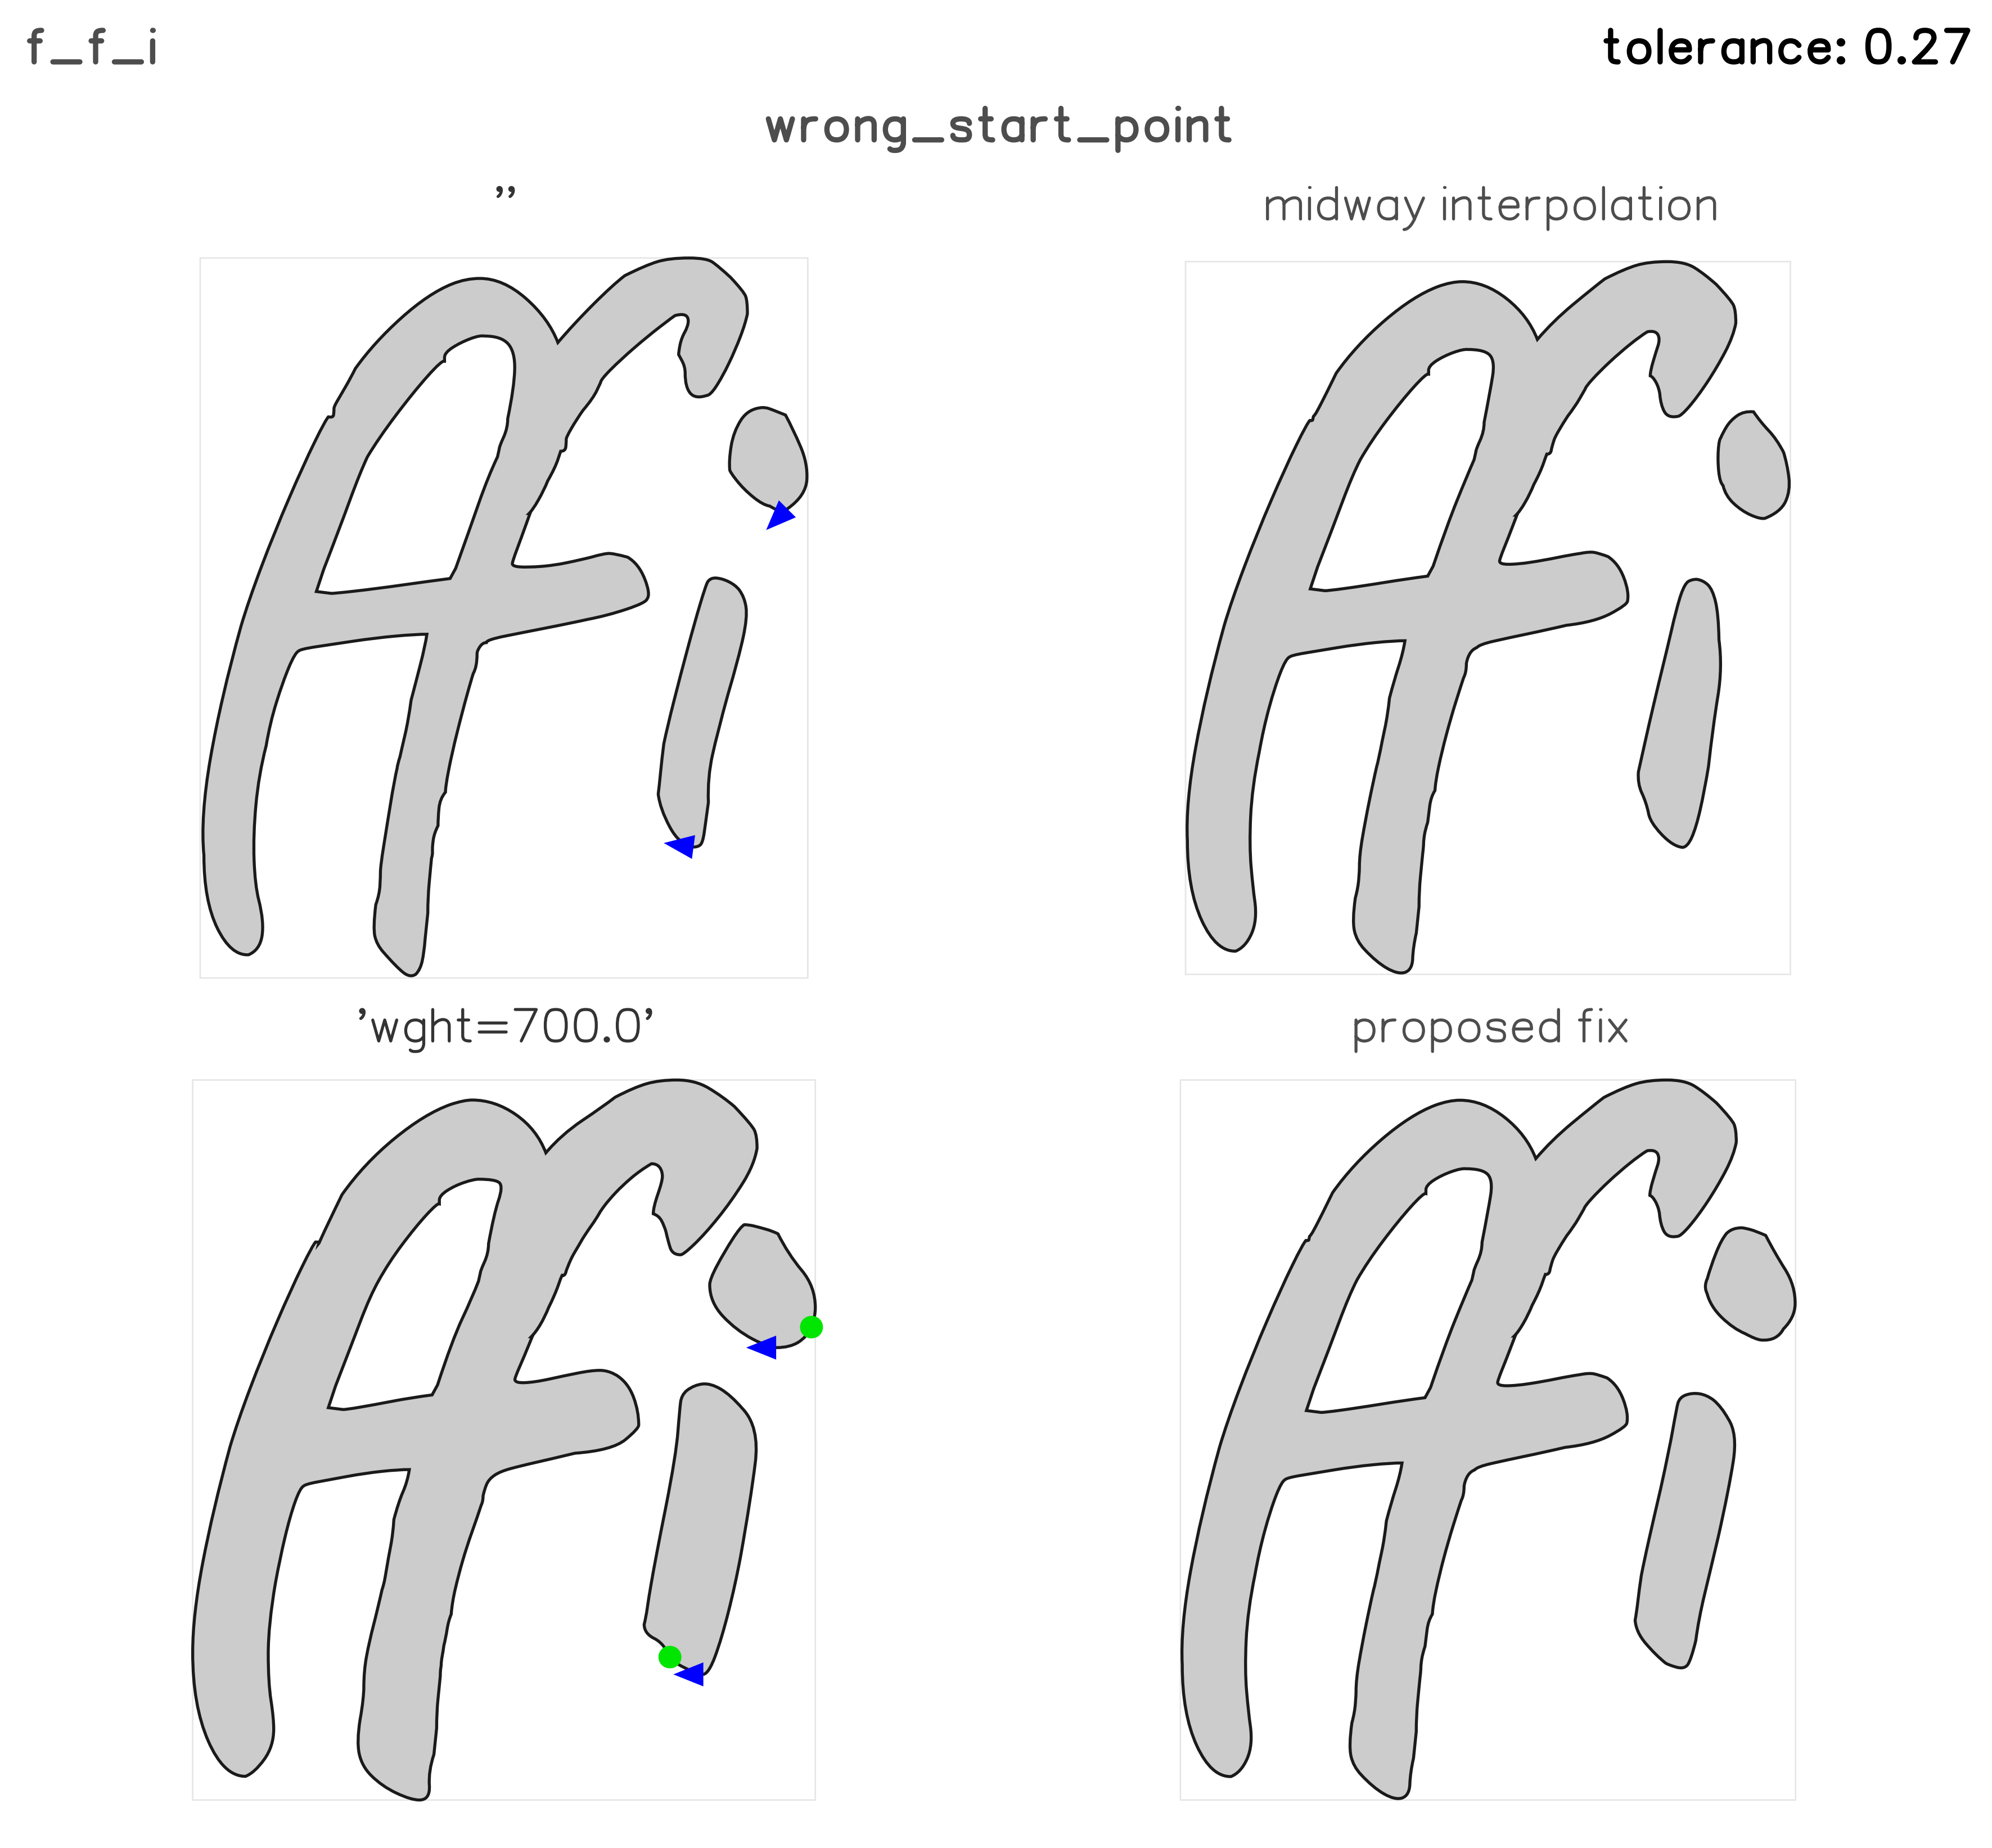 f_f_i
tolerance: 0.27
wrong_start_point
''
midway interpolation
'wght=700.0'
proposed fix